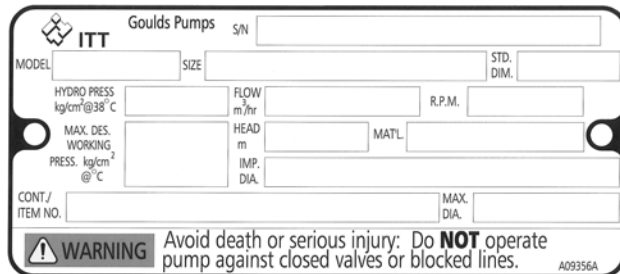 ITT Goulds Pumps S/N
MODEL SIZE STD. DIM.
HYDRO PRESS kg/cm²@38°C FLOW m³/hr R.P.M.
MAX. DES. WORKING PRESS. kg/cm² @°C HEAD m MAT'L.
IMP. DIA.
CONT./ ITEM NO. MAX. DIA.
WARNING Avoid death or serious injury: Do NOT operate
pump against closed valves or blocked lines.
A09356A